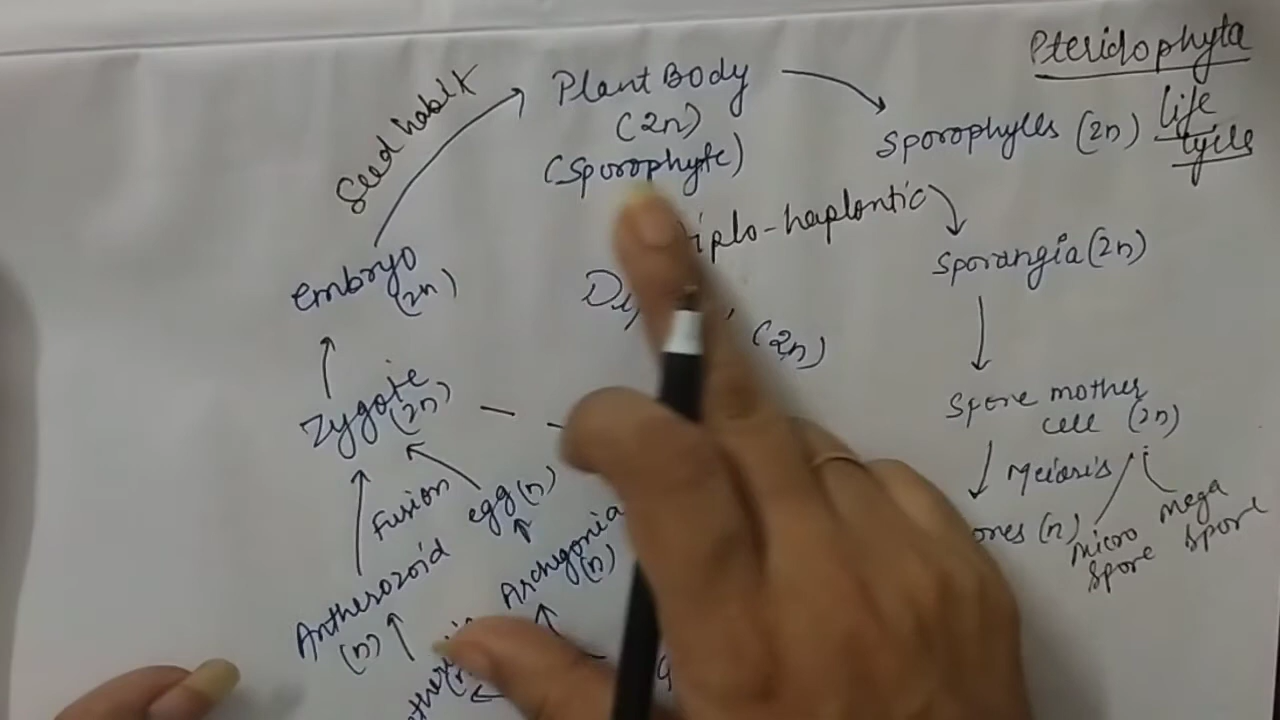 Pteridophyta
life
cycle
Plant Body
(2n)
(Sporophyte)
Sporophylls (2n)
Seed habit
iplo-haplontic
Sporangia (2n)
embryo
(2n)
(2n)
Zygote
(2n)
Spore mother
cell (2n)
Meiosis
ones (n)
micro
spore
mega
spore
Fusion
egg (n)
Archegonia
(n)
Antherozoid
(n)